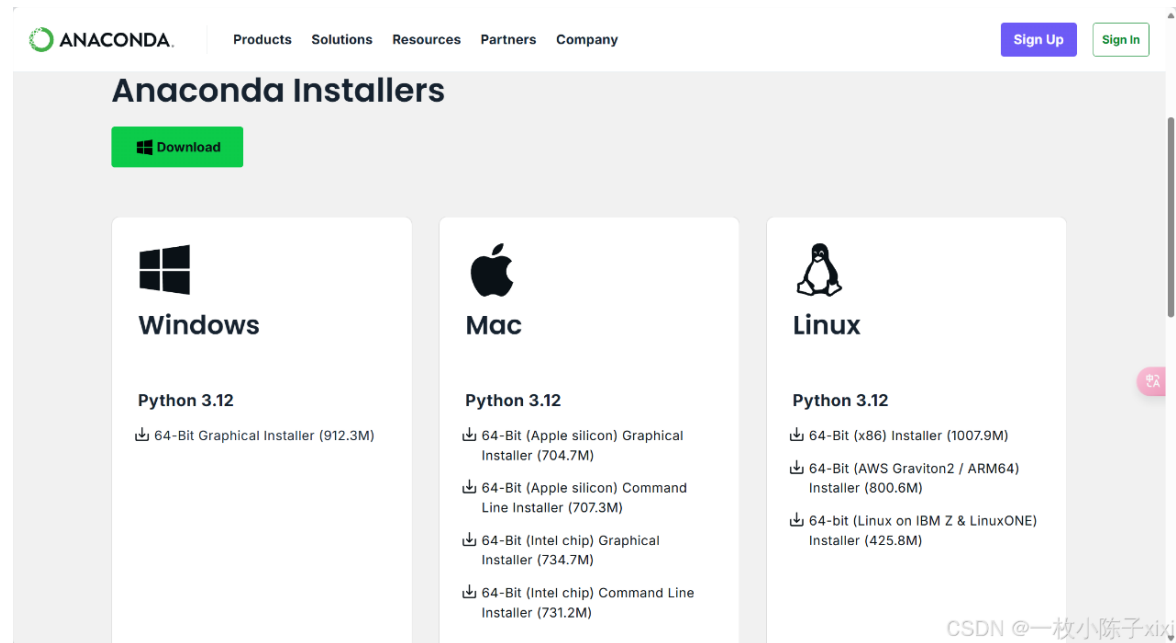 ANACONDA.
Products Solutions Resources Partners Company
Sign Up
Sign In
Anaconda Installers
Download
Windows
Python 3.12
64-Bit Graphical Installer (912.3M)
Mac
Python 3.12
64-Bit (Apple silicon) Graphical
Installer (704.7M)
64-Bit (Apple silicon) Command
Line Installer (707.3M)
64-Bit (Intel chip) Graphical
Installer (734.7M)
64-Bit (Intel chip) Command Line
Installer (731.2M)
Linux
Python 3.12
64-Bit (x86) Installer (1007.9M)
64-Bit (AWS Graviton2 / ARM64)
Installer (800.6M)
64-bit (Linux on IBM Z & LinuxONE)
Installer (425.8M)
CSDN @一枚小陈子xixi